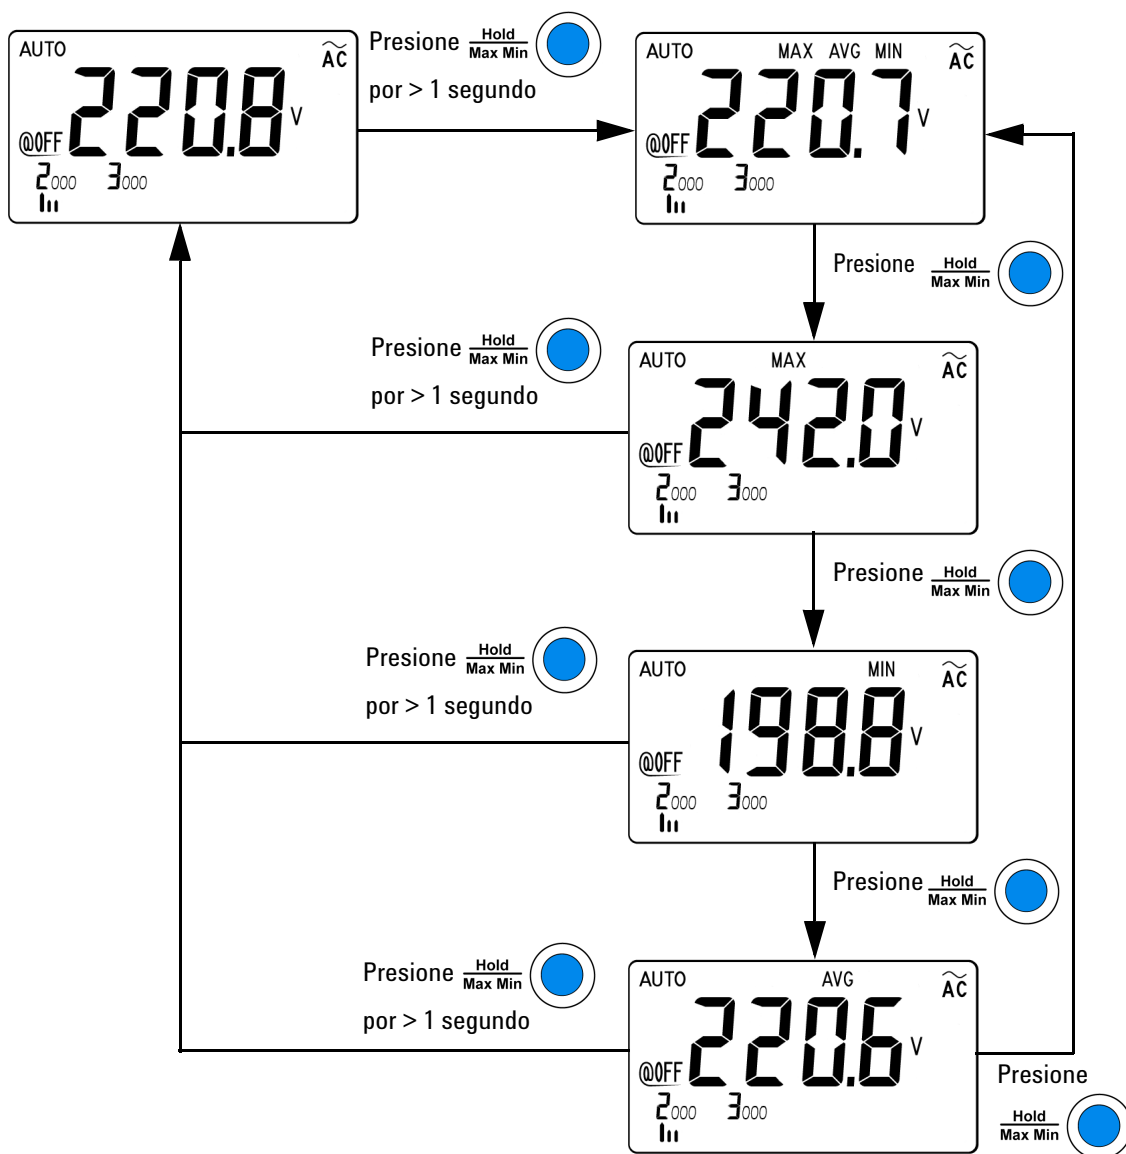 AUTO
AC
220.8 V
@OFF
2000 3000
Presione Hold
Max Min
por > 1 segundo
AUTO MAX AVG MIN
AC
220.7 V
@OFF
2000 3000
Presione Hold
Max Min
Presione Hold
Max Min
por > 1 segundo
AUTO MAX
AC
242.0 V
@OFF
2000 3000
Presione Hold
Max Min
Presione Hold
Max Min
por > 1 segundo
AUTO MIN
AC
198.8 V
@OFF
2000 3000
Presione Hold
Max Min
Presione Hold
Max Min
por > 1 segundo
AUTO AVG
AC
220.6 V
@OFF
2000 3000
Presione
Hold
Max Min